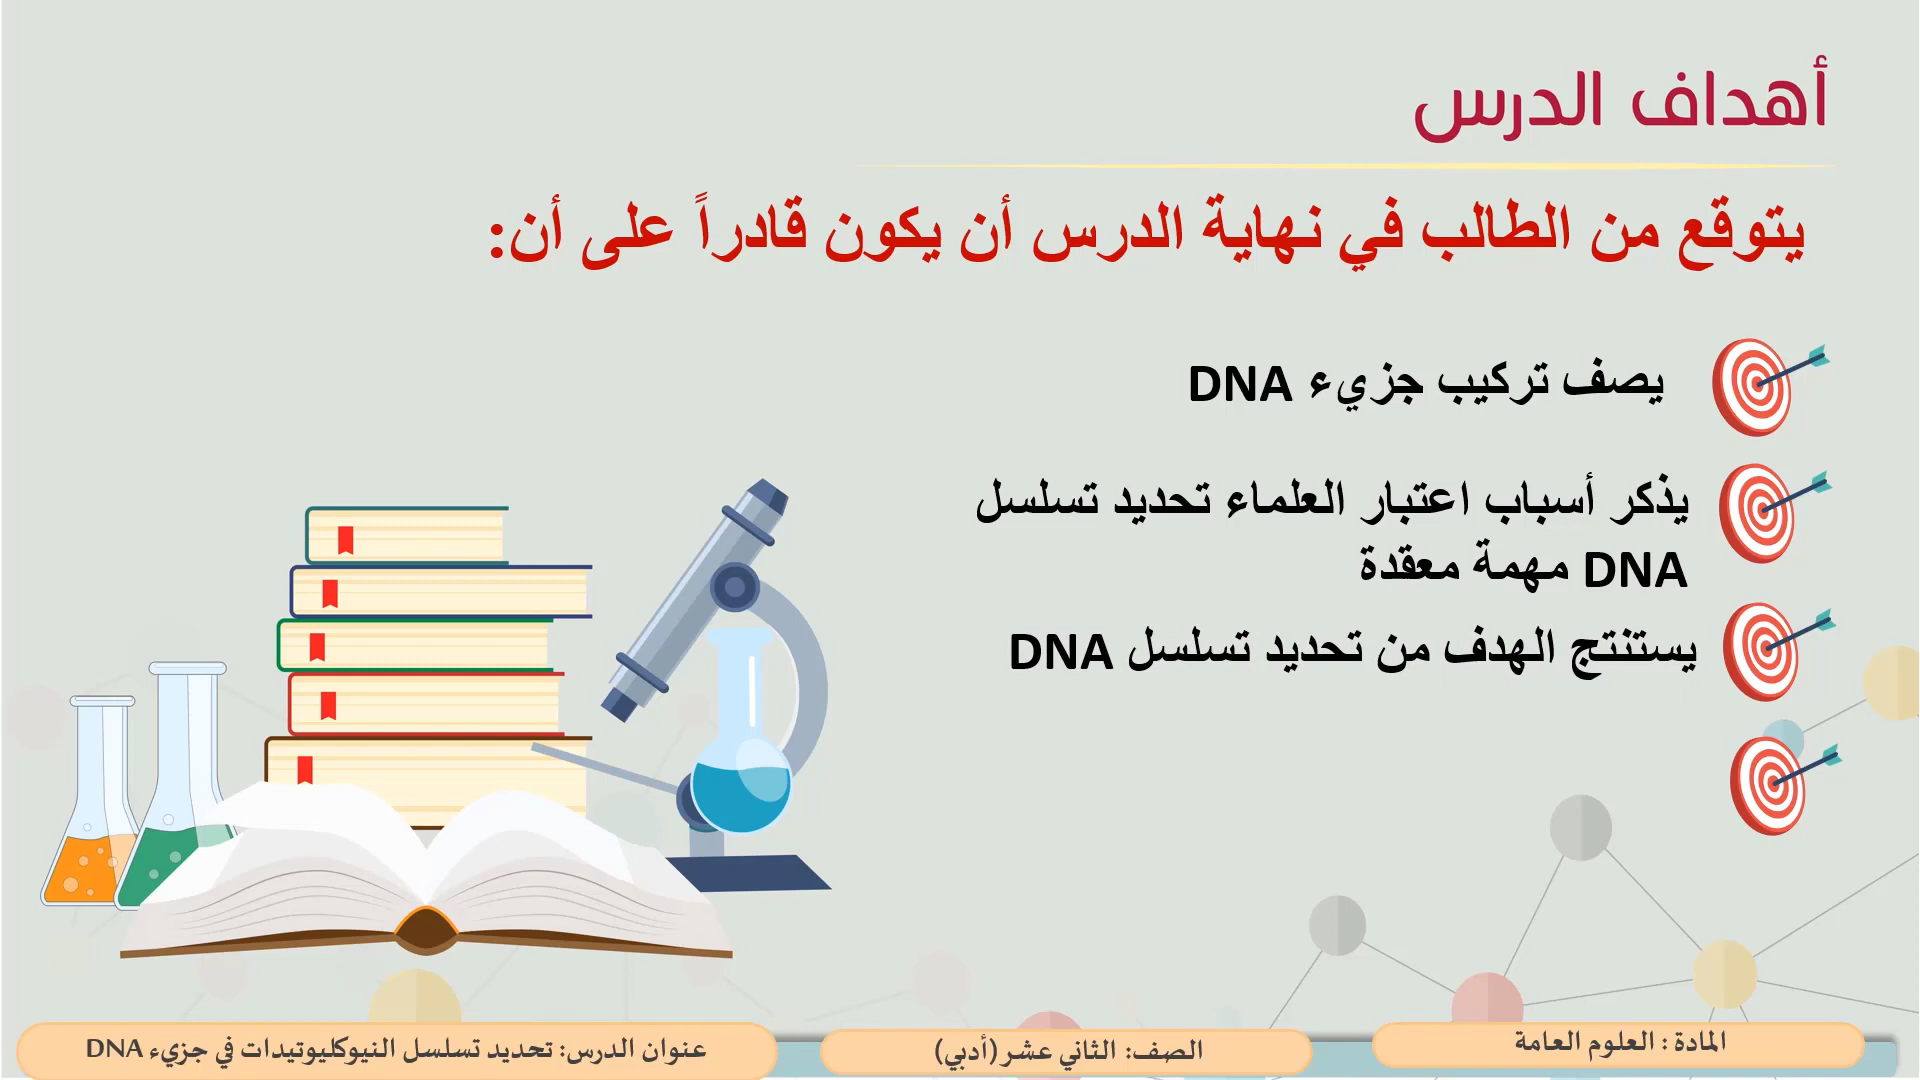 أهداف الدرس
يتوقع من الطالب في نهاية الدرس أن يكون قادراً على أن:
يصف تركيب جزيء DNA
يذكر أسباب اعتبار العلماء تحديد تسلسل
DNA مهمة معقدة
يستنتج الهدف من تحديد تسلسل DNA
المادة : العلوم العامة
الصف: الثاني عشر (أدبي)
عنوان الدرس: تحديد تسلسل النيوكليوتيدات في جزيء DNA